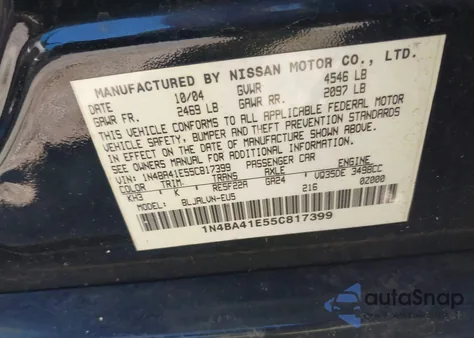 MANUFACTURED BY NISSAN MOTOR CO., LTD.
DATE 10/04 GVWR 4546 LB
GAWR FR. 2469 LB GAWR RR. 2097 LB
THIS VEHICLE CONFORMS TO ALL APPLICABLE FEDERAL MOTOR
VEHICLE SAFETY, BUMPER AND THEFT PREVENTION STANDARDS
IN EFFECT ON THE DATE OF MANUFACTURE SHOWN ABOVE.
SEE OWNERS MANUAL FOR ADDITIONAL INFORMATION.
VIN: 1N4BA41E55C817399 PASSENGER CAR
COLOR TRIM. TRANS AXLE ENGINE
KH3 K RE5F22A GA24 VQ35DE 3498CC
MODEL: BLJALVN-EU5 216 02000
1N4BA41E55C817399
autoSnap